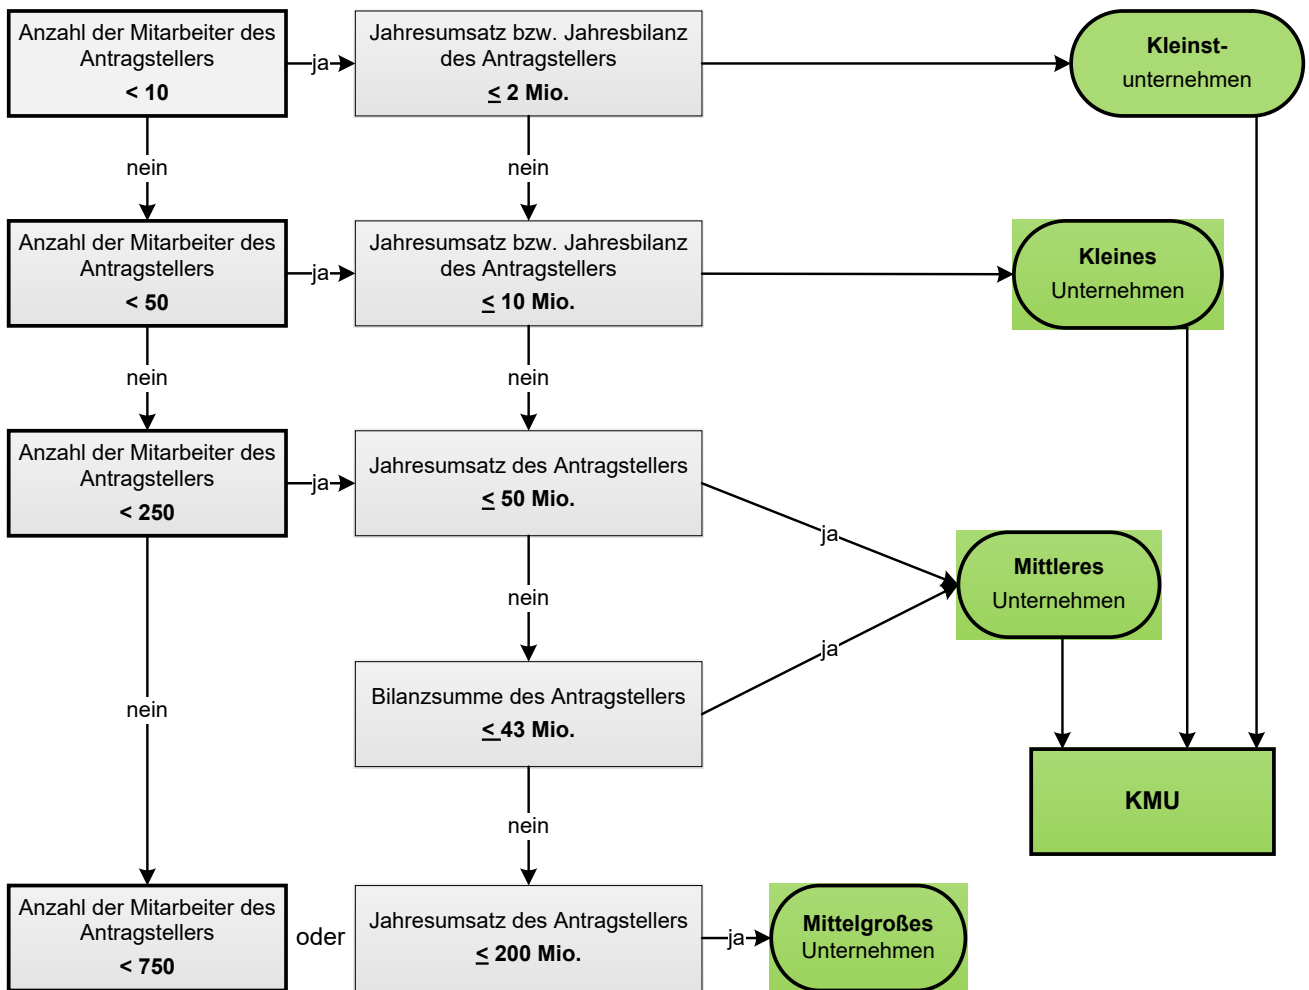 Anzahl der Mitarbeiter des
Antragstellers
< 10
ja
Jahresumsatz bzw. Jahresbilanz
des Antragstellers
≤ 2 Mio.
Kleinst-
unternehmen
nein
nein
Anzahl der Mitarbeiter des
Antragstellers
< 50
ja
Jahresumsatz bzw. Jahresbilanz
des Antragstellers
≤ 10 Mio.
Kleines
Unternehmen
nein
nein
Anzahl der Mitarbeiter des
Antragstellers
< 250
ja
Jahresumsatz des Antragstellers
≤ 50 Mio.
ja
nein
Mittleres
Unternehmen
ja
nein
Bilanzsumme des Antragstellers
≤ 43 Mio.
KMU
nein
Anzahl der Mitarbeiter des
Antragstellers
< 750
oder
Jahresumsatz des Antragstellers
≤ 200 Mio.
ja
Mittelgroßes
Unternehmen